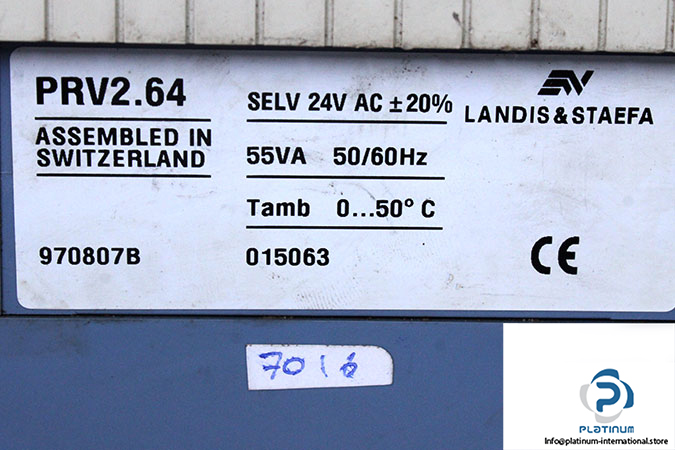 PRV2.64
ASSEMBLED IN
SWITZERLAND
970807B
SELV 24V AC ± 20%
55VA 50/60Hz
Tamb 0...50° C
015063
LANDIS & STAEFA
CE
7016
PLATINUM
Info@platinum-international.store